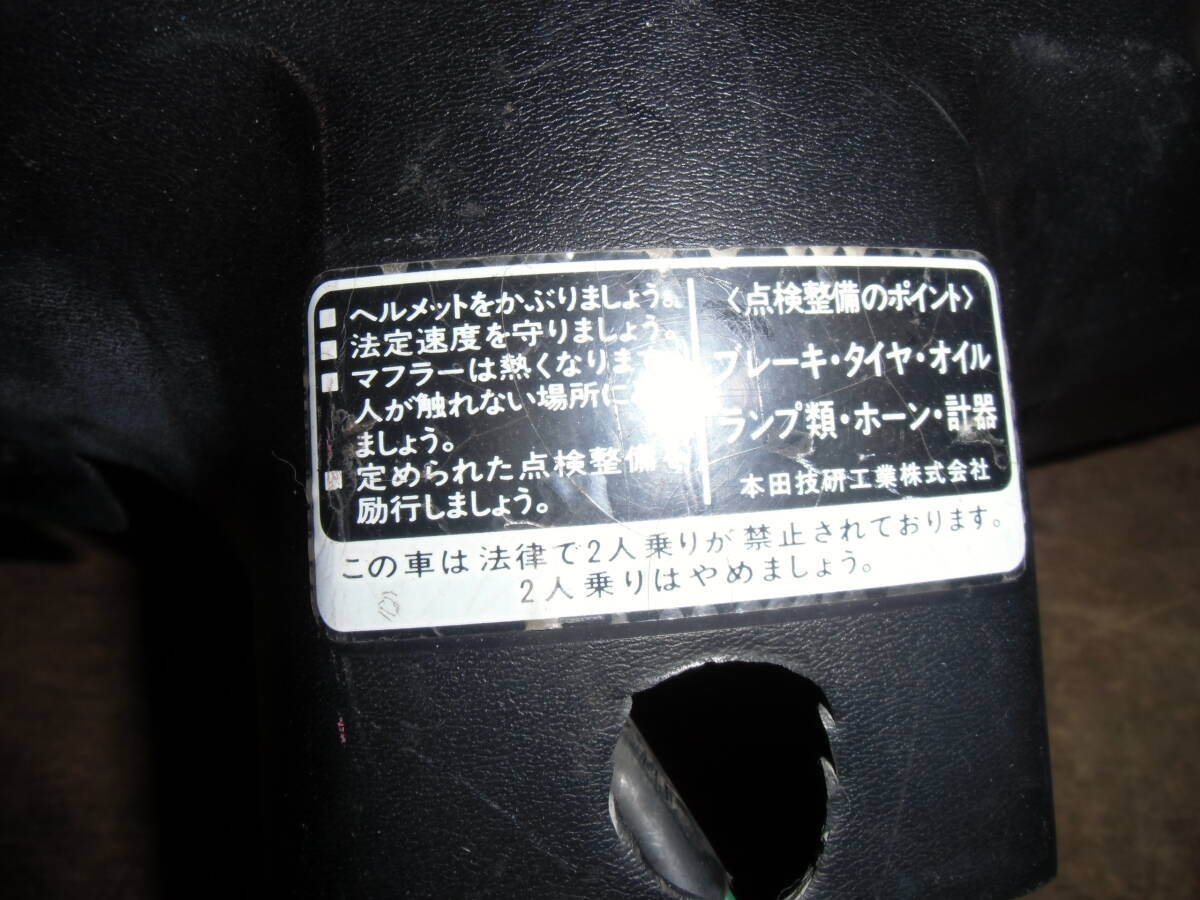 ■ ヘルメットをかぶりましょう。
■ 法定速度を守りましょう。
■ マフラーは熱くなります
人が触れない場所に
ましょう。
■ 定められた点検整備を
励行しましょう。
〈点検整備のポイント〉
ブレーキ・タイヤ・オイル
ランプ類・ホーン・計器
本田技研工業株式会社
この車は法律で2人乗りが禁止されております。
2人乗りはやめましょう。